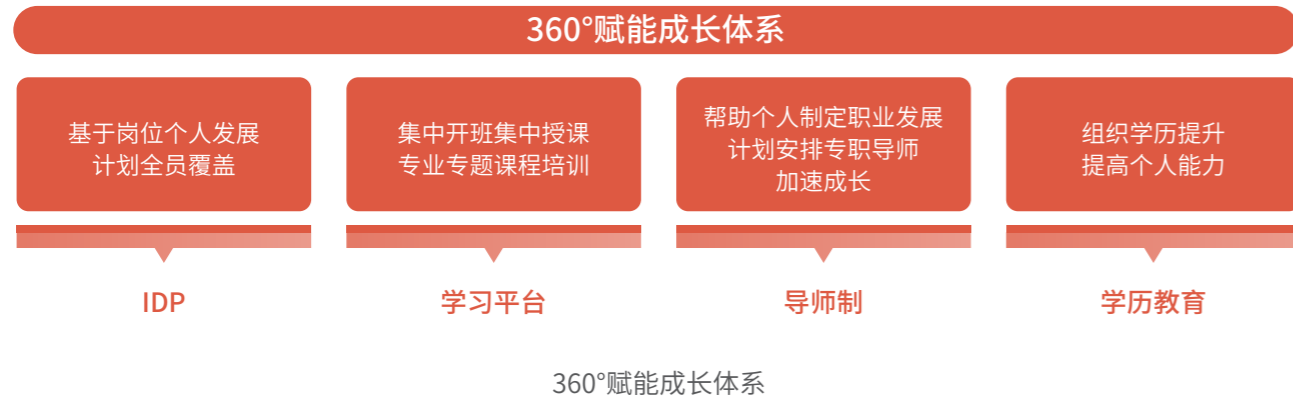 360°赋能成长体系
基于岗位个人发展
计划全员覆盖
集中开班集中授课
专业专题课程培训
帮助个人制定职业发展
计划安排专职导师
加速成长
组织学历提升
提高个人能力
IDP
学习平台
导师制
学历教育
360°赋能成长体系